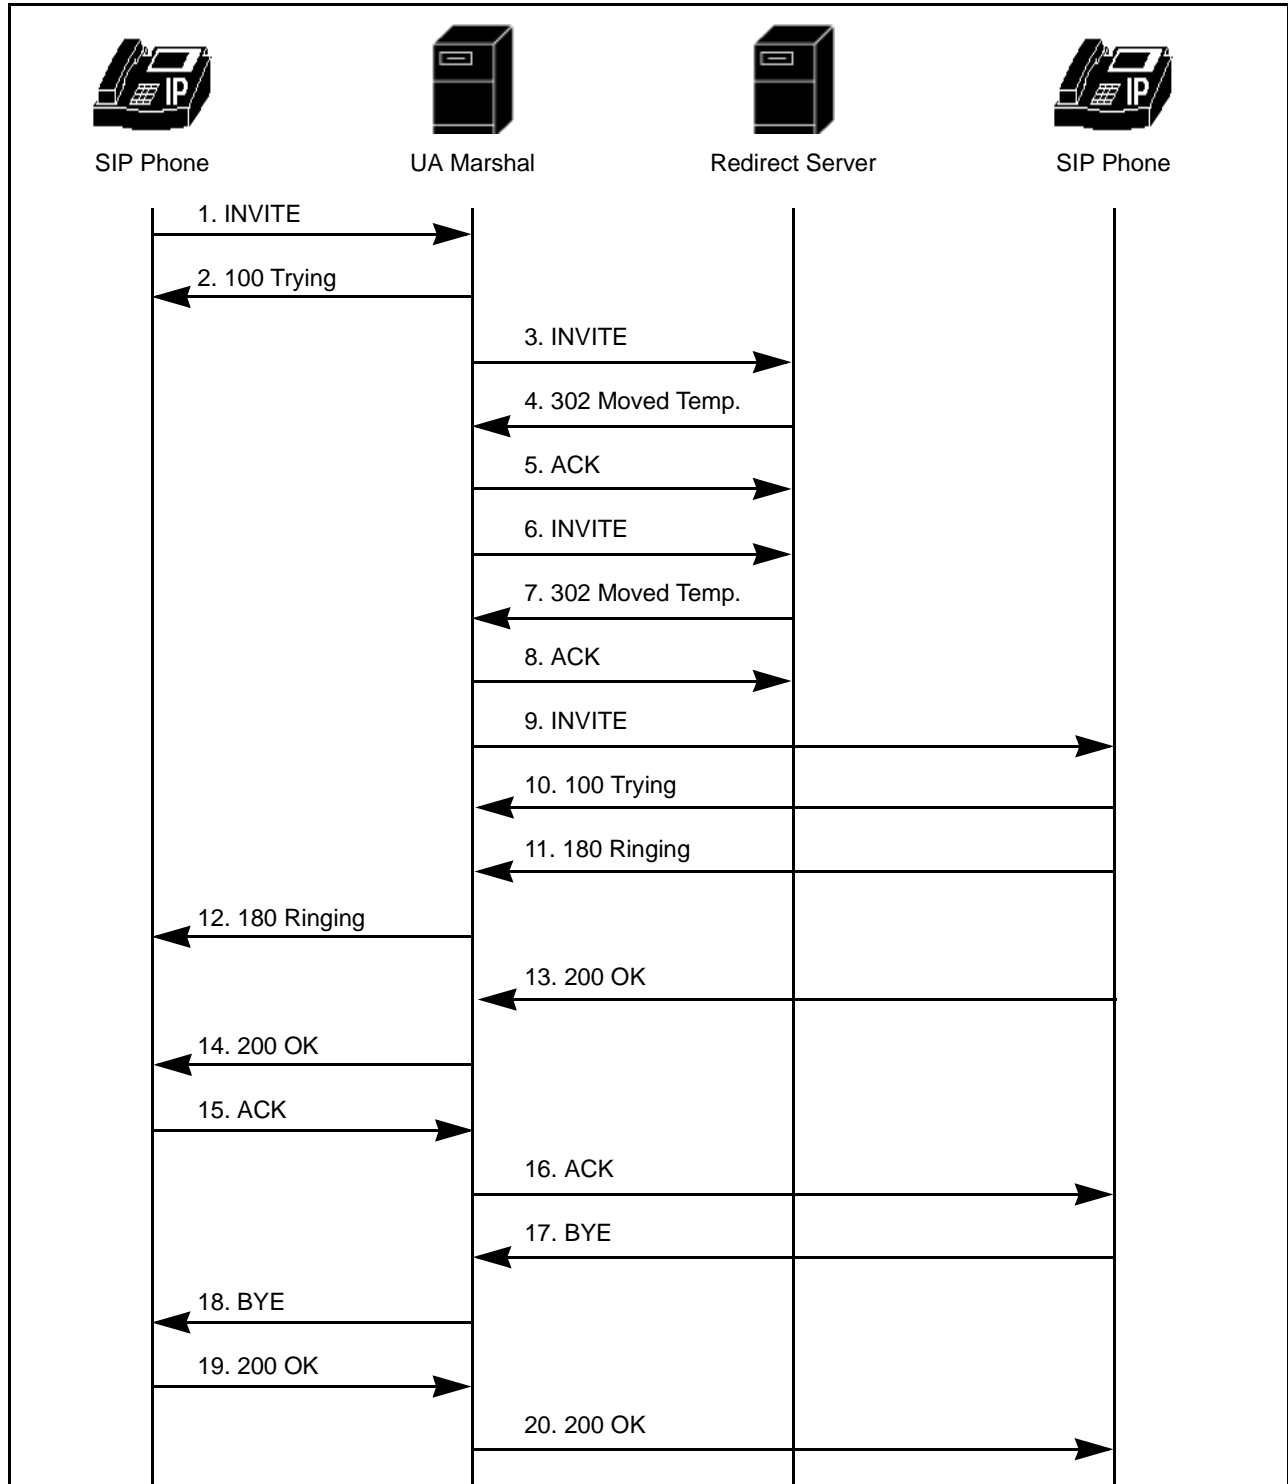 IP
IP
SIP Phone
UA Marshal
Redirect Server
SIP Phone
1. INVITE
2. 100 Trying
3. INVITE
4. 302 Moved Temp.
5. ACK
6. INVITE
7. 302 Moved Temp.
8. ACK
9. INVITE
10. 100 Trying
11. 180 Ringing
12. 180 Ringing
13. 200 OK
14. 200 OK
15. ACK
16. ACK
17. BYE
18. BYE
19. 200 OK
20. 200 OK